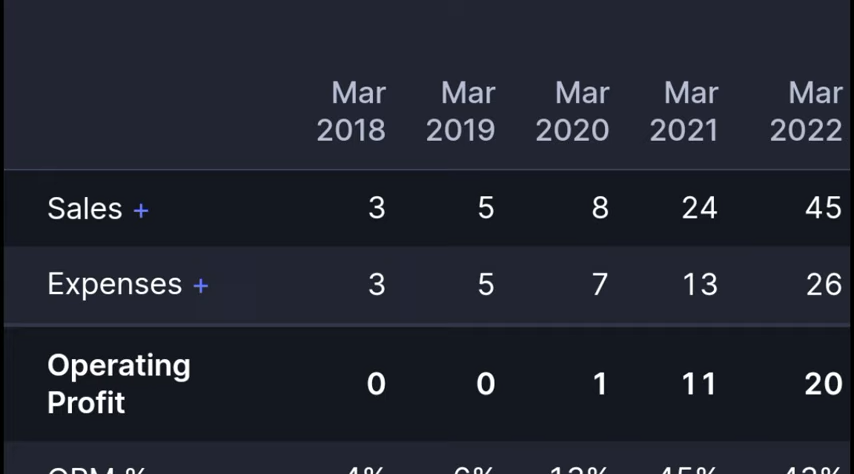 Mar 2018 Mar 2019 Mar 2020 Mar 2021 Mar 2022
Sales + 3 5 8 24 45
Expenses + 3 5 7 13 26
Operating Profit 0 0 1 11 20